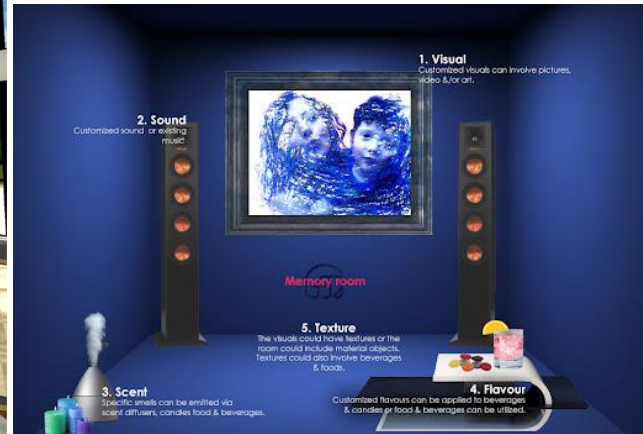 1. Visual
Customized visuals can involve pictures,
video &/or art.
2. Sound
Customized sound or existing
music.
Memory room
5. Texture
The visuals could have textures or the
room could include material objects.
Textures could also involve beverages
& foods.
3. Scent
Specific smells can be emitted via
scent diffusers, candles food & beverages.
4. Flavour
Customized flavours can be applied to beverages
& candies or food & beverages can be utilized.